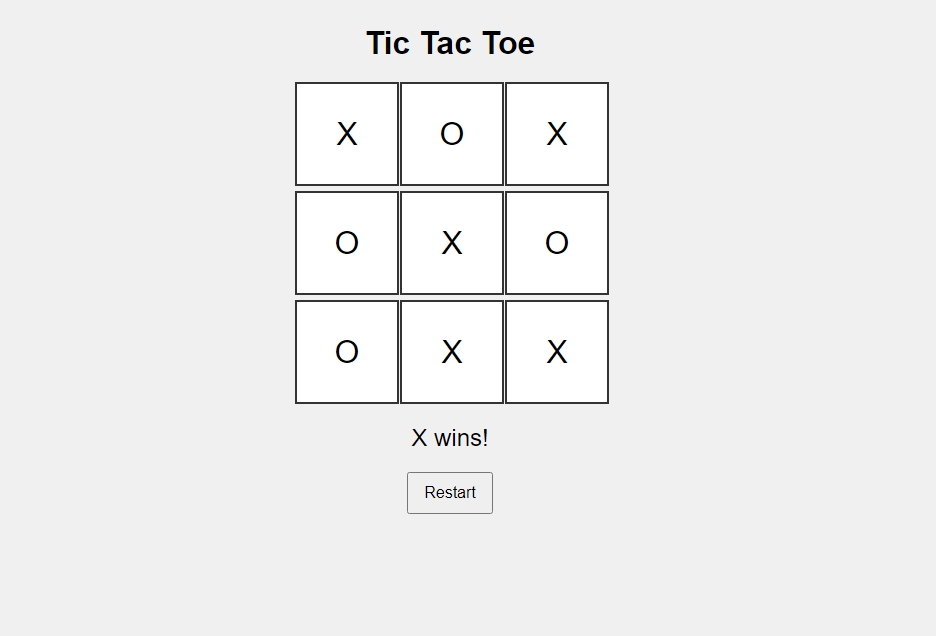 Tic Tac Toe
X O X
O X O
O X X
X wins!
Restart